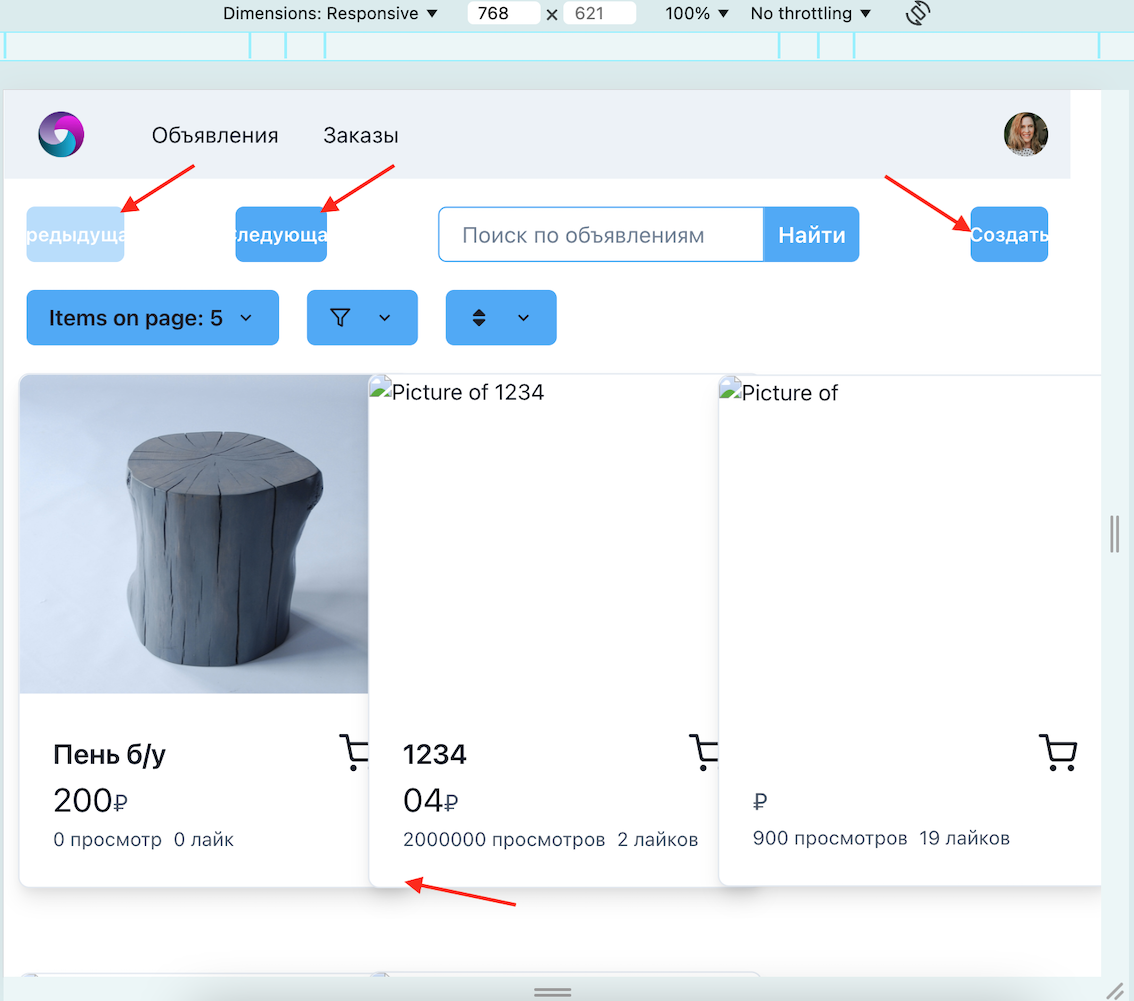 Dimensions: Responsive ▼ 768 x 621 100% ▼ No throttling ▼
Объявления Заказы
редыдуща ледующа Поиск по объявлениям Найти Создать
Items on page: 5
Picture of 1234 Picture of
Пень б/у 1234
200₽ 04₽ ₽
0 просмотр 0 лайк 2000000 просмотров 2 лайков 900 просмотров 19 лайков